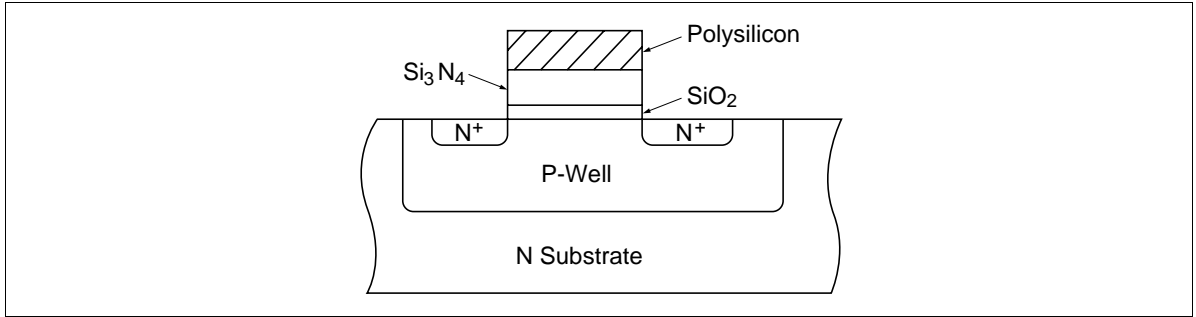 Polysilicon
Si3 N4
SiO2
N+ N+
P-Well
N Substrate